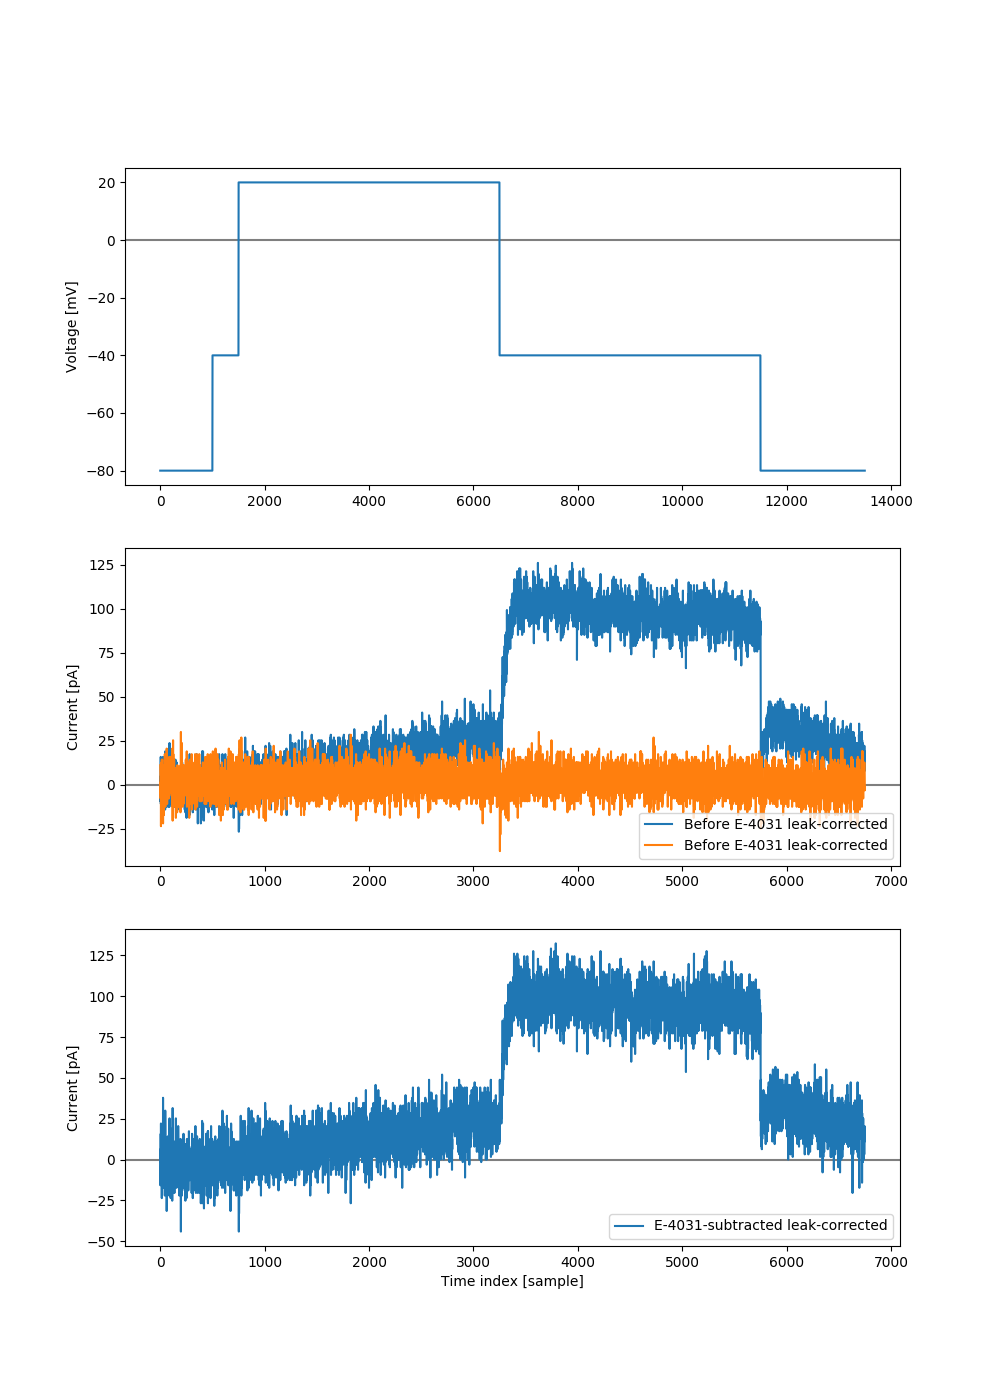 20
0
−20
−40
−60
−80
Voltage [mV]
0 2000 4000 6000 8000 10000 12000 14000
125
100
75
50
25
0
−25
Current [pA]
Before E-4031 leak-corrected
Before E-4031 leak-corrected
0 1000 2000 3000 4000 5000 6000 7000
125
100
75
50
25
0
−25
−50
Current [pA]
E-4031-subtracted leak-corrected
0 1000 2000 3000 4000 5000 6000 7000
Time index [sample]